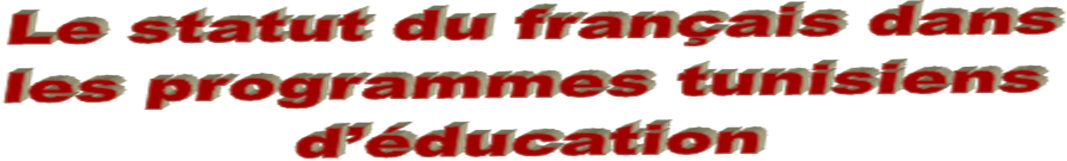 Le statut du français dans
les programmes tunisiens
d’éducation